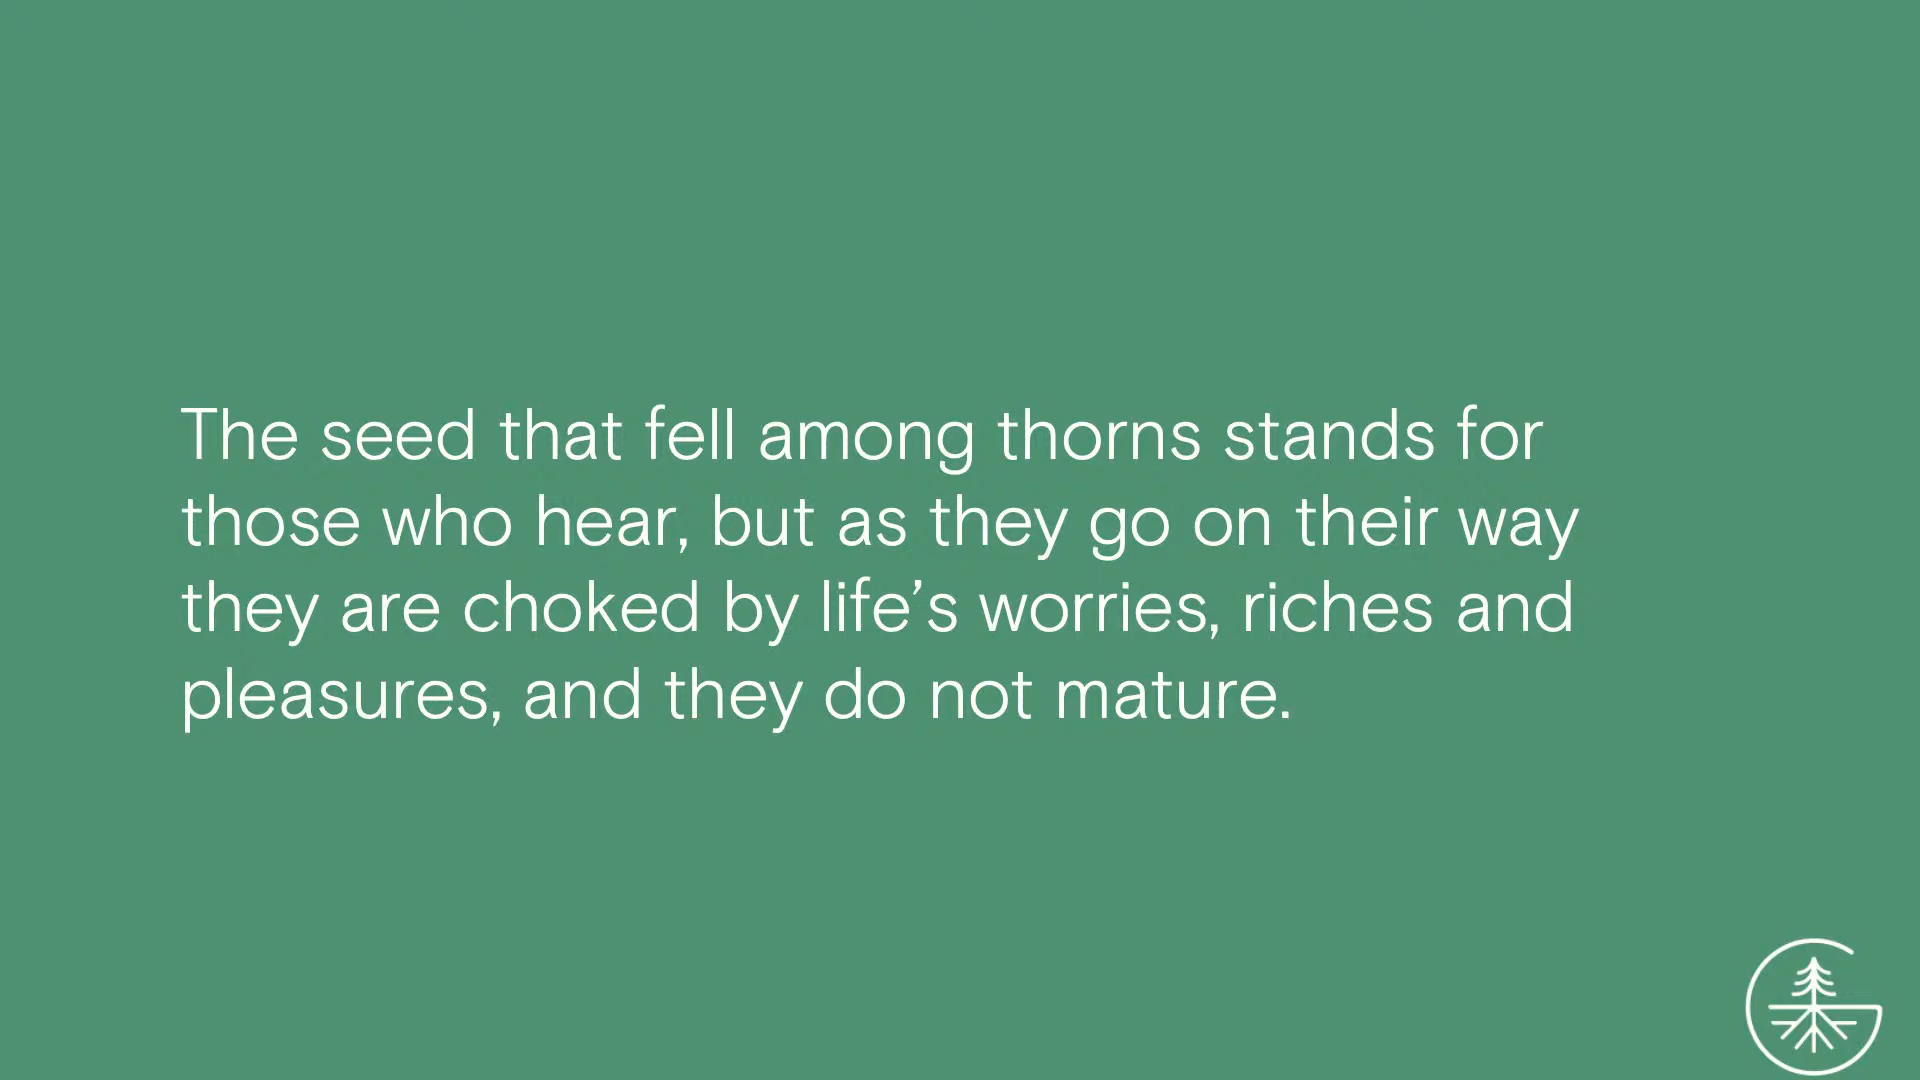 The seed that fell among thorns stands for
those who hear, but as they go on their way
they are choked by life’s worries, riches and
pleasures, and they do not mature.